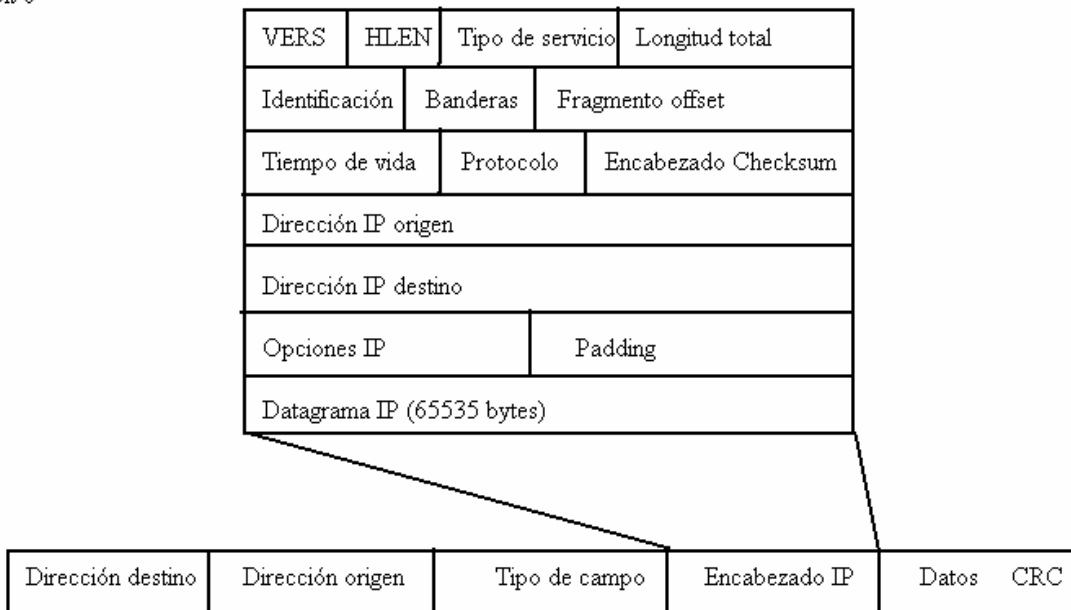 VERS HLEN Tipo de servicio Longitud total
Identificación Banderas Fragmento offset
Tiempo de vida Protocolo Encabezado Checksum
Dirección IP origen
Dirección IP destino
Opciones IP Padding
Datagrama IP (65535 bytes)
Dirección destino Dirección origen Tipo de campo Encabezado IP Datos CRC